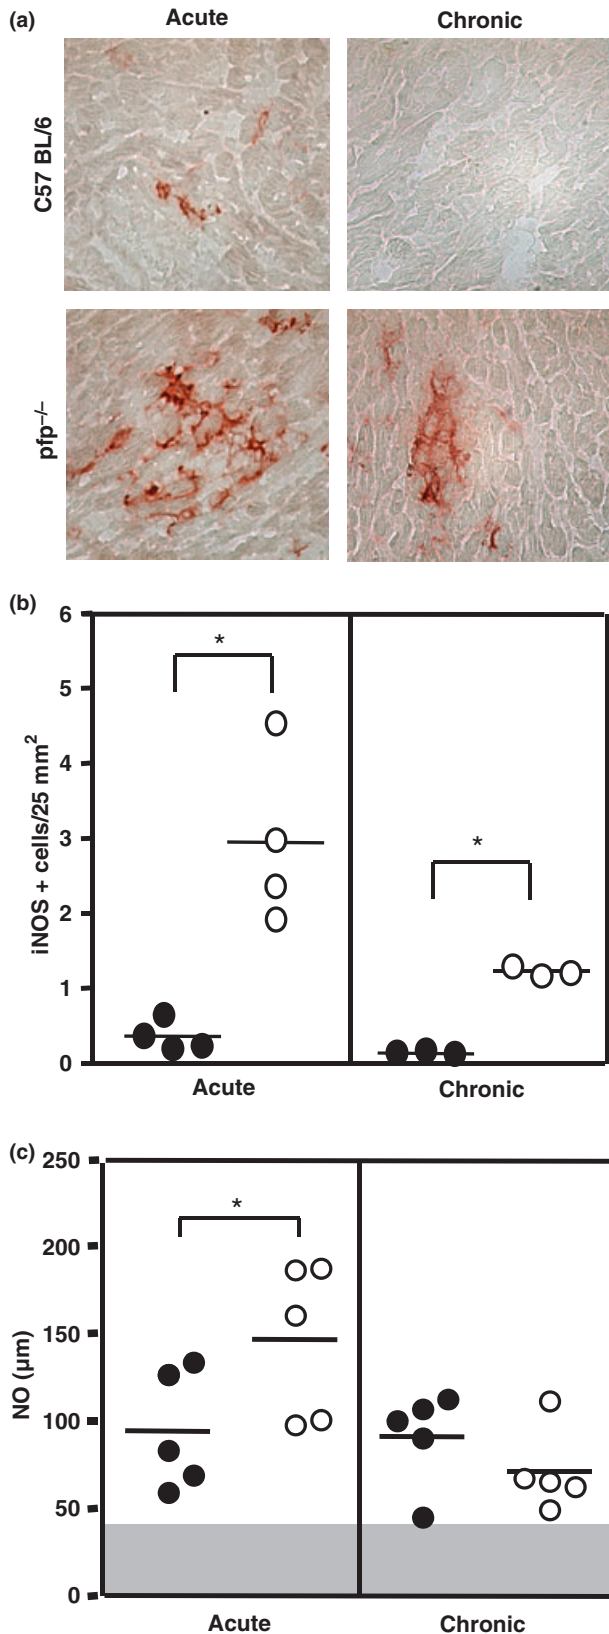 (a)
Acute
Chronic
C57 BL/6
pfp–/–
(b)
6
5
4
3
2
1
0
iNOS + cells/25 mm2
*
*
Acute
Chronic
(c)
250
200
150
100
50
0
NO (µm)
*
Acute
Chronic